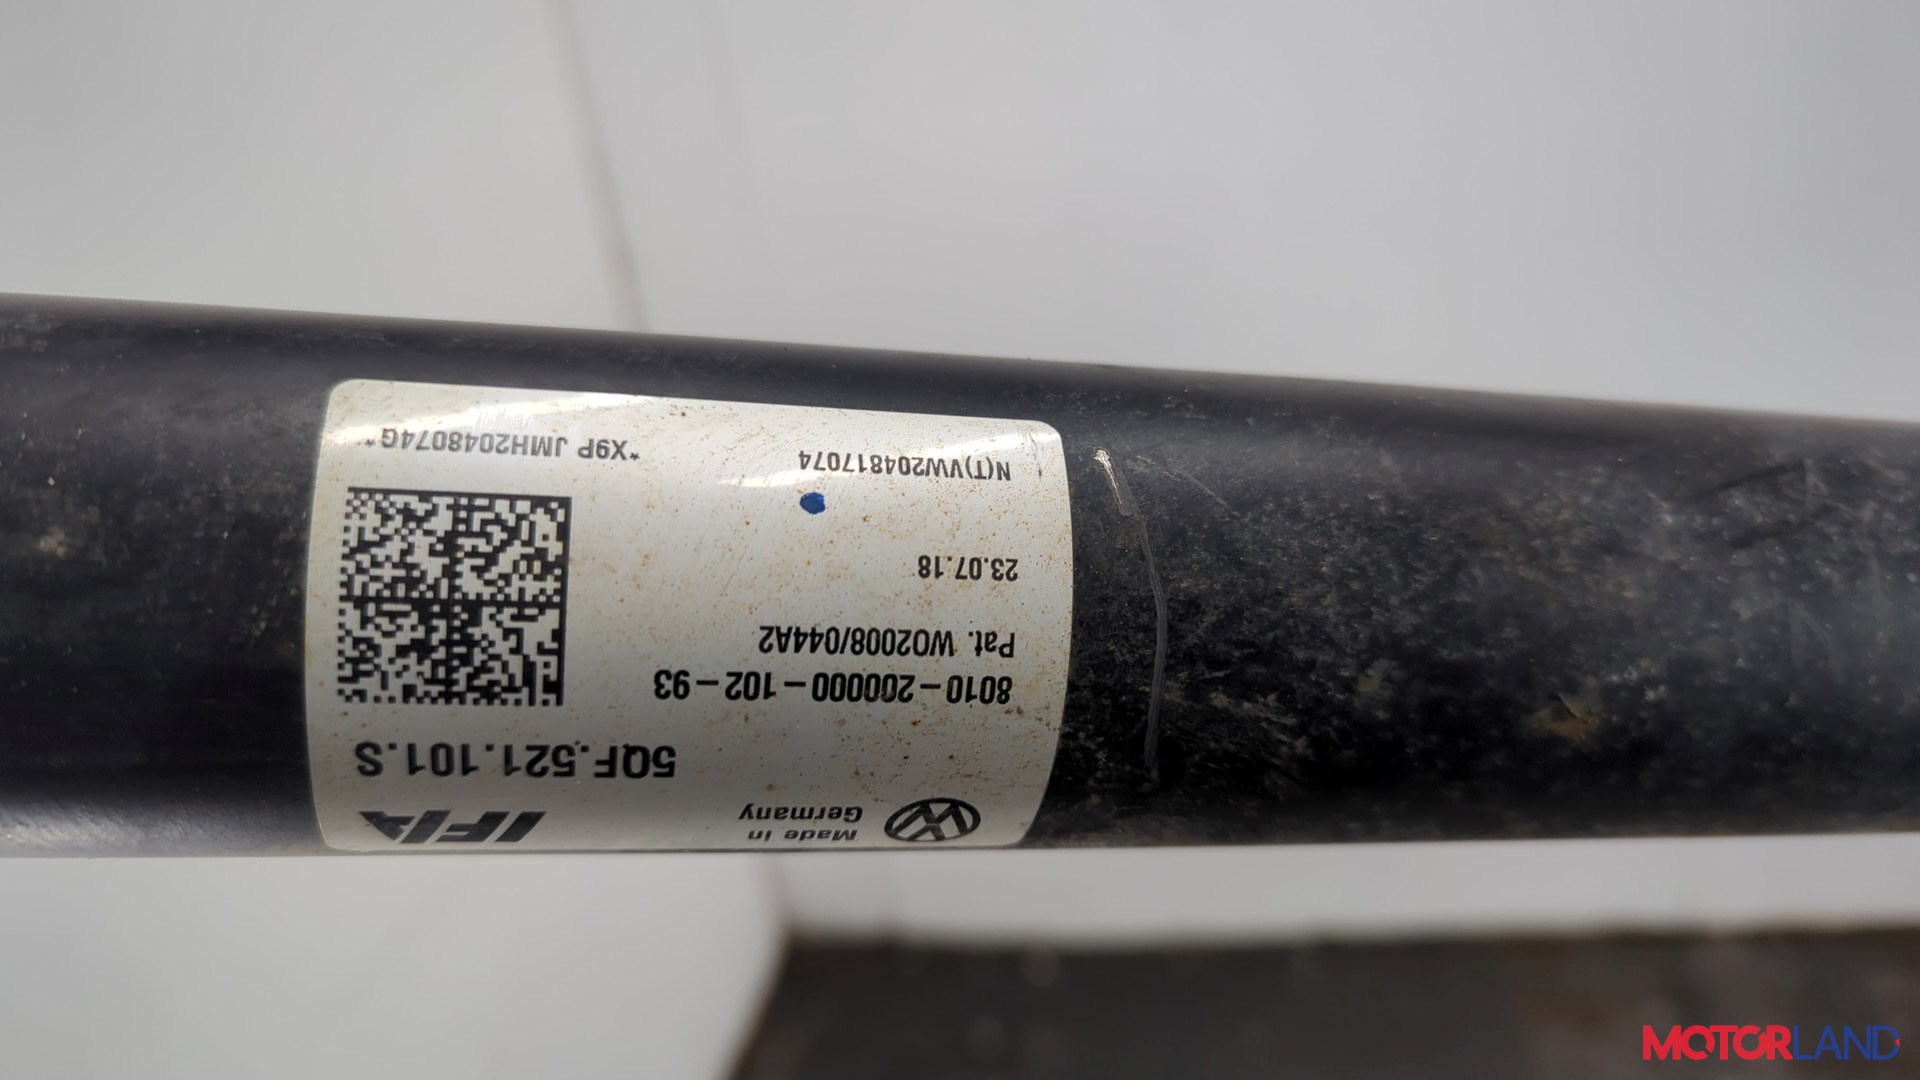 Made in
Germany
IFA
5QF.521.101.S
8010-200000-102-93
Pat. WO2008/044A2
23.07.18
N(T)VW204817074
*X9P JMH2048074G*
MOTORLAND